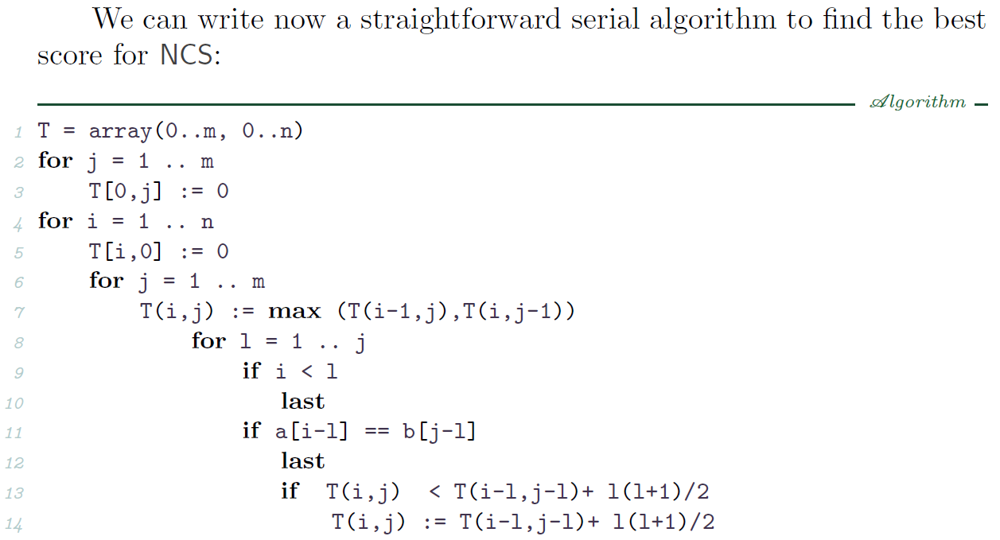 We can write now a straightforward serial algorithm to find the best
score for NCS:
Algorithm
1 T = array(0..m, 0..n)
2 for j = 1 .. m
3 T[0,j] := 0
4 for i = 1 .. n
5 T[i,0] := 0
6 for j = 1 .. m
7 T(i,j) := max (T(i-1,j),T(i,j-1))
8 for l = 1 .. j
9 if i < l
10 last
11 if a[i-l] == b[j-l]
12 last
13 if T(i,j) < T(i-l,j-l)+ l(l+1)/2
14 T(i,j) := T(i-l,j-l)+ l(l+1)/2